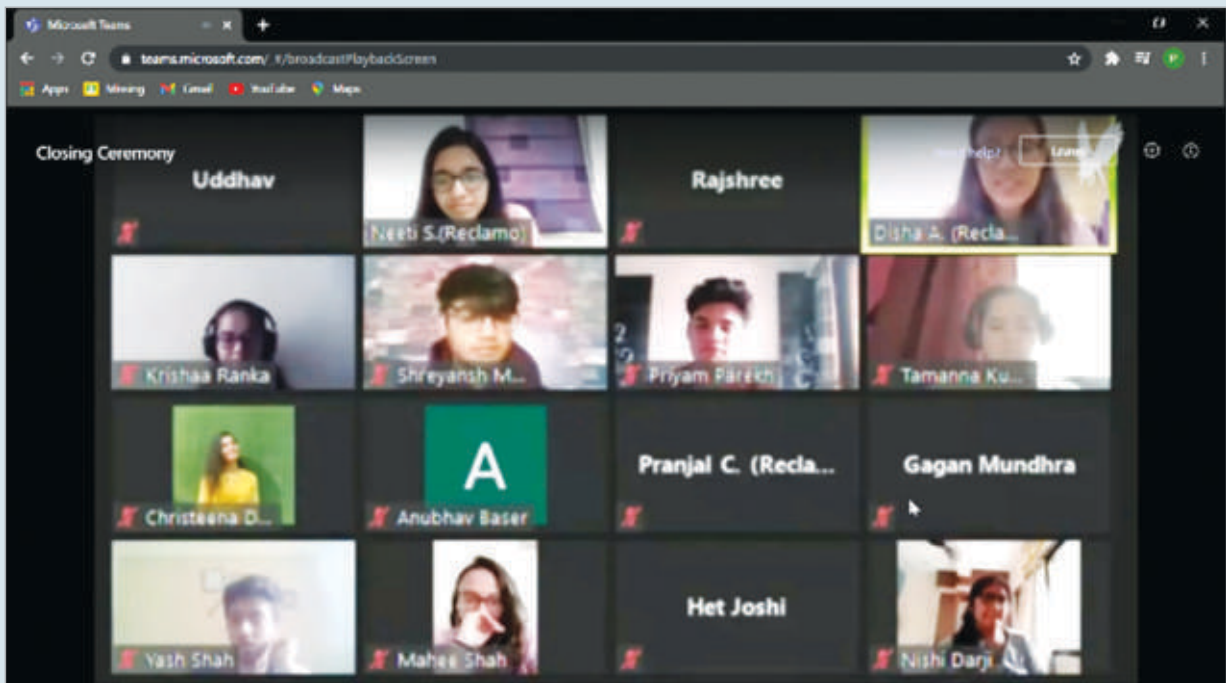 Microsoft Teams
teams.microsoft.com/_#/broadcastPlaybackScreen
Apps
Gmail
YouTube
Maps
Closing Ceremony
Leave
Uddhav
Neeti S.(Reclamo)
Rajshree
Disha A. (Recla...
Krishaa Ranka
Shreyansh M...
Priyam Parekh
Tamanna Ku...
Christeena D...
A
Anubhav Baser
Pranjal C. (Recla...
Gagan Mundhra
Yash Shah
Mahee Shah
Het Joshi
Nishi Darji